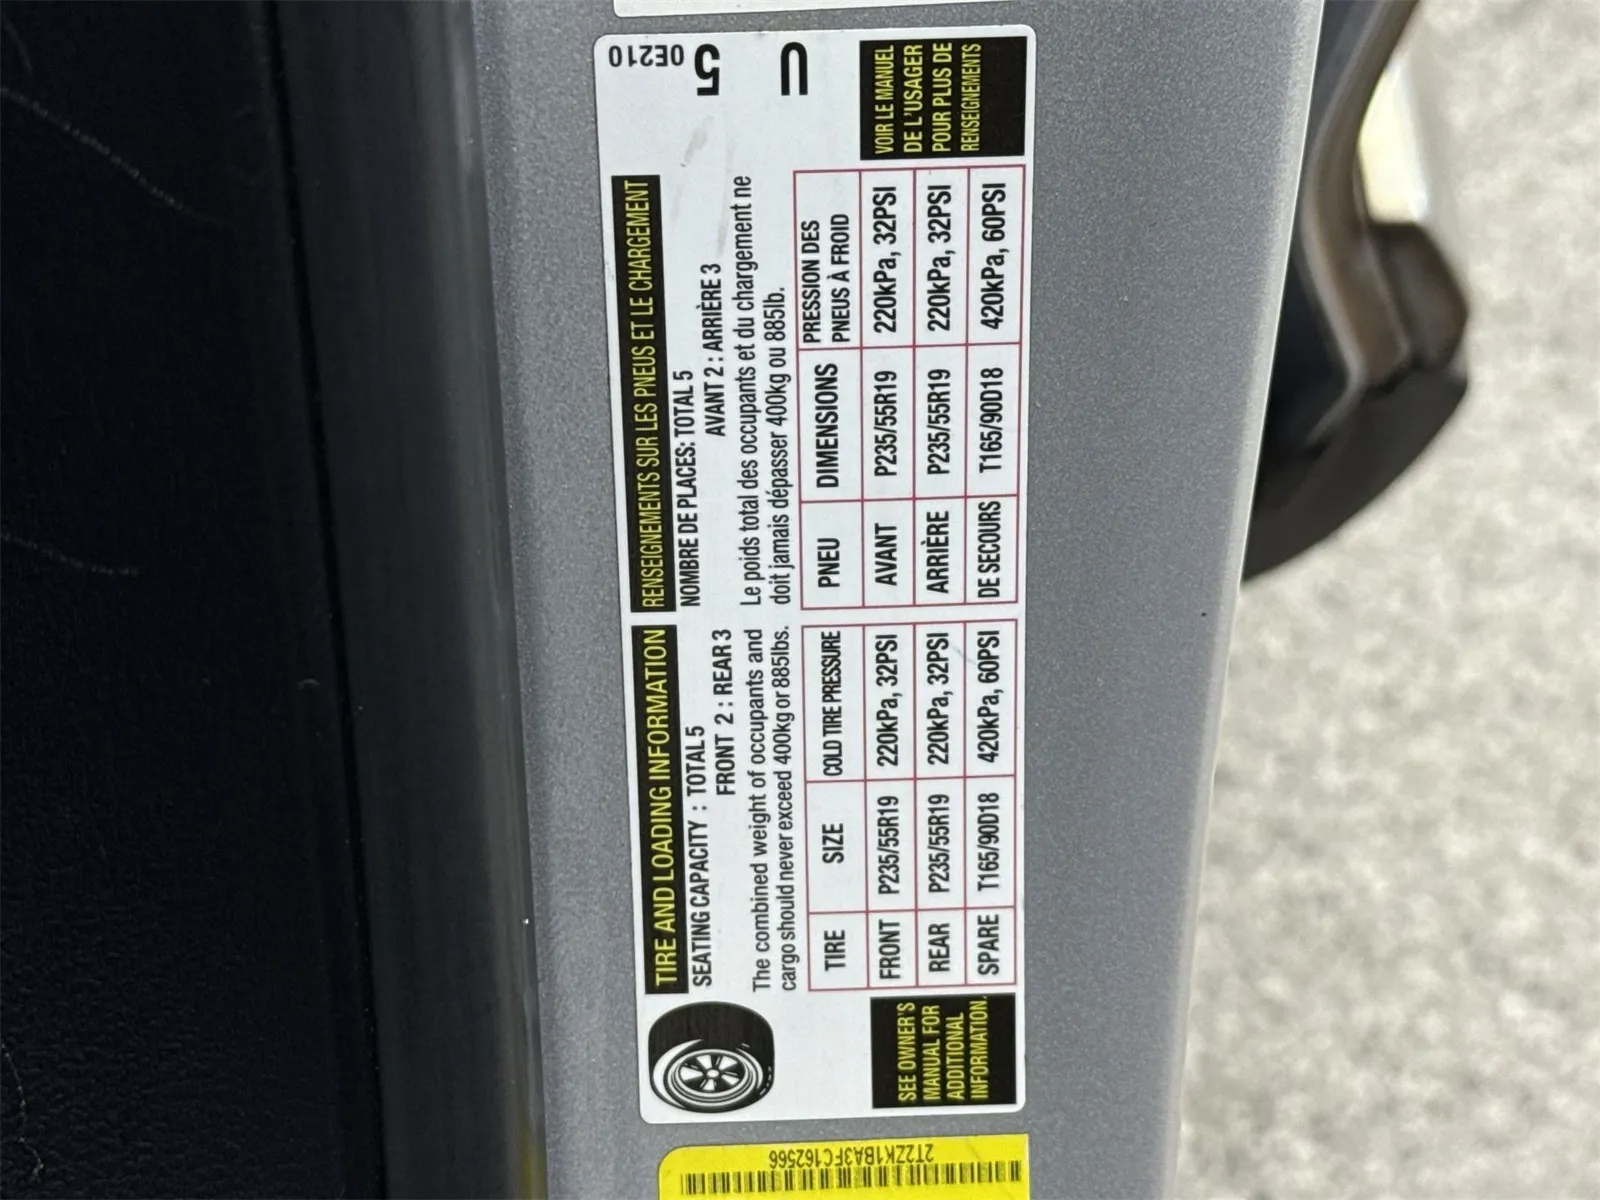 TIRE AND LOADING INFORMATION
SEATING CAPACITY : TOTAL 5
FRONT 2 : REAR 3
The combined weight of occupants and
cargo should never exceed 400kg or 885lbs.
TIRE SIZE COLD TIRE PRESSURE
FRONT P235/55R19 220kPa, 32PSI
REAR P235/55R19 220kPa, 32PSI
SPARE T165/90D18 420kPa, 60PSI
SEE OWNER'S
MANUAL FOR
ADDITIONAL
INFORMATION.
RENSEIGNEMENTS SUR LES PNEUS ET LE CHARGEMENT
NOMBRE DE PLACES: TOTAL 5
AVANT 2 : ARRIÈRE 3
Le poids total des occupants et du chargement ne
doit jamais dépasser 400kg ou 885lb.
PNEU DIMENSIONS PRESSION DES
PNEUS À FROID
AVANT P235/55R19 220kPa, 32PSI
ARRIÈRE P235/55R19 220kPa, 32PSI
DE SECOURS T165/90D18 420kPa, 60PSI
VOIR LE MANUEL
DE L'USAGER
POUR PLUS DE
RENSEIGNEMENTS
0E210
5
U
2T2ZK1BA3FC162566